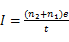 I = (n₂+n₁)e / t